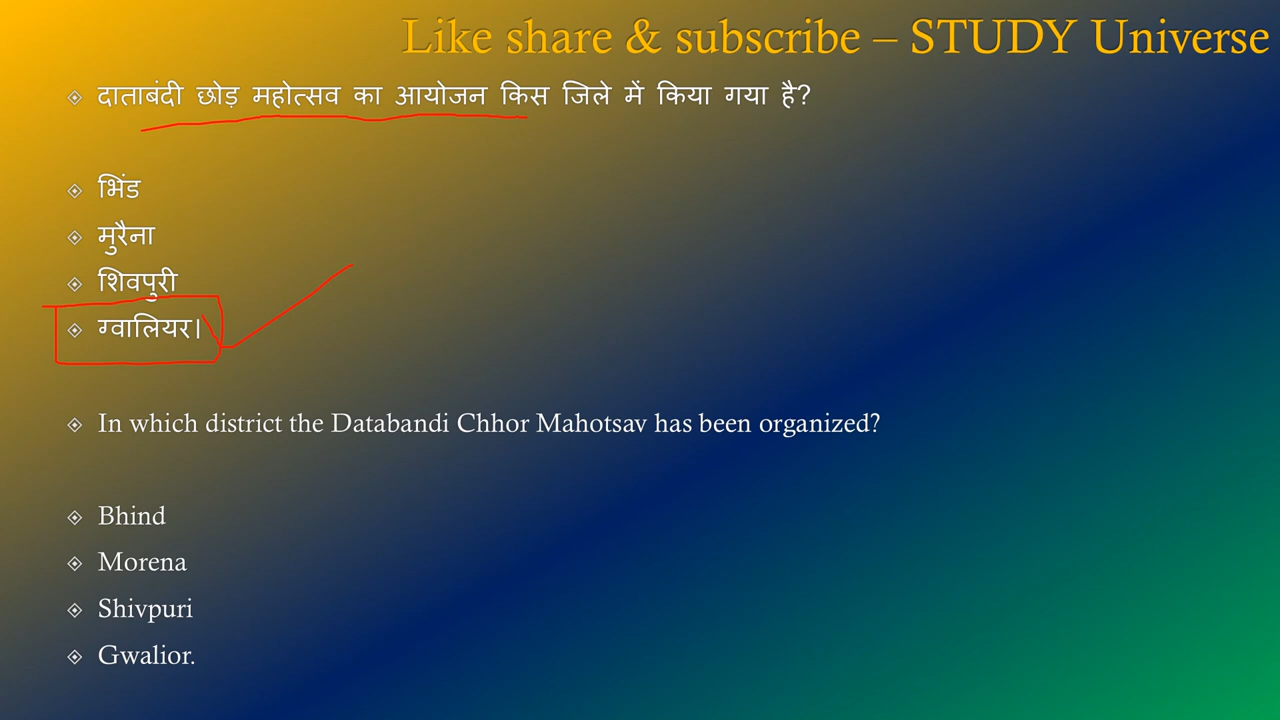 Like share & subscribe – STUDY Universe
दाताबंदी छोड़ महोत्सव का आयोजन किस जिले में किया गया है?
भिंड
मुरैना
शिवपुरी
ग्वालियर।
In which district the Databandi Chhor Mahotsav has been organized?
Bhind
Morena
Shivpuri
Gwalior.